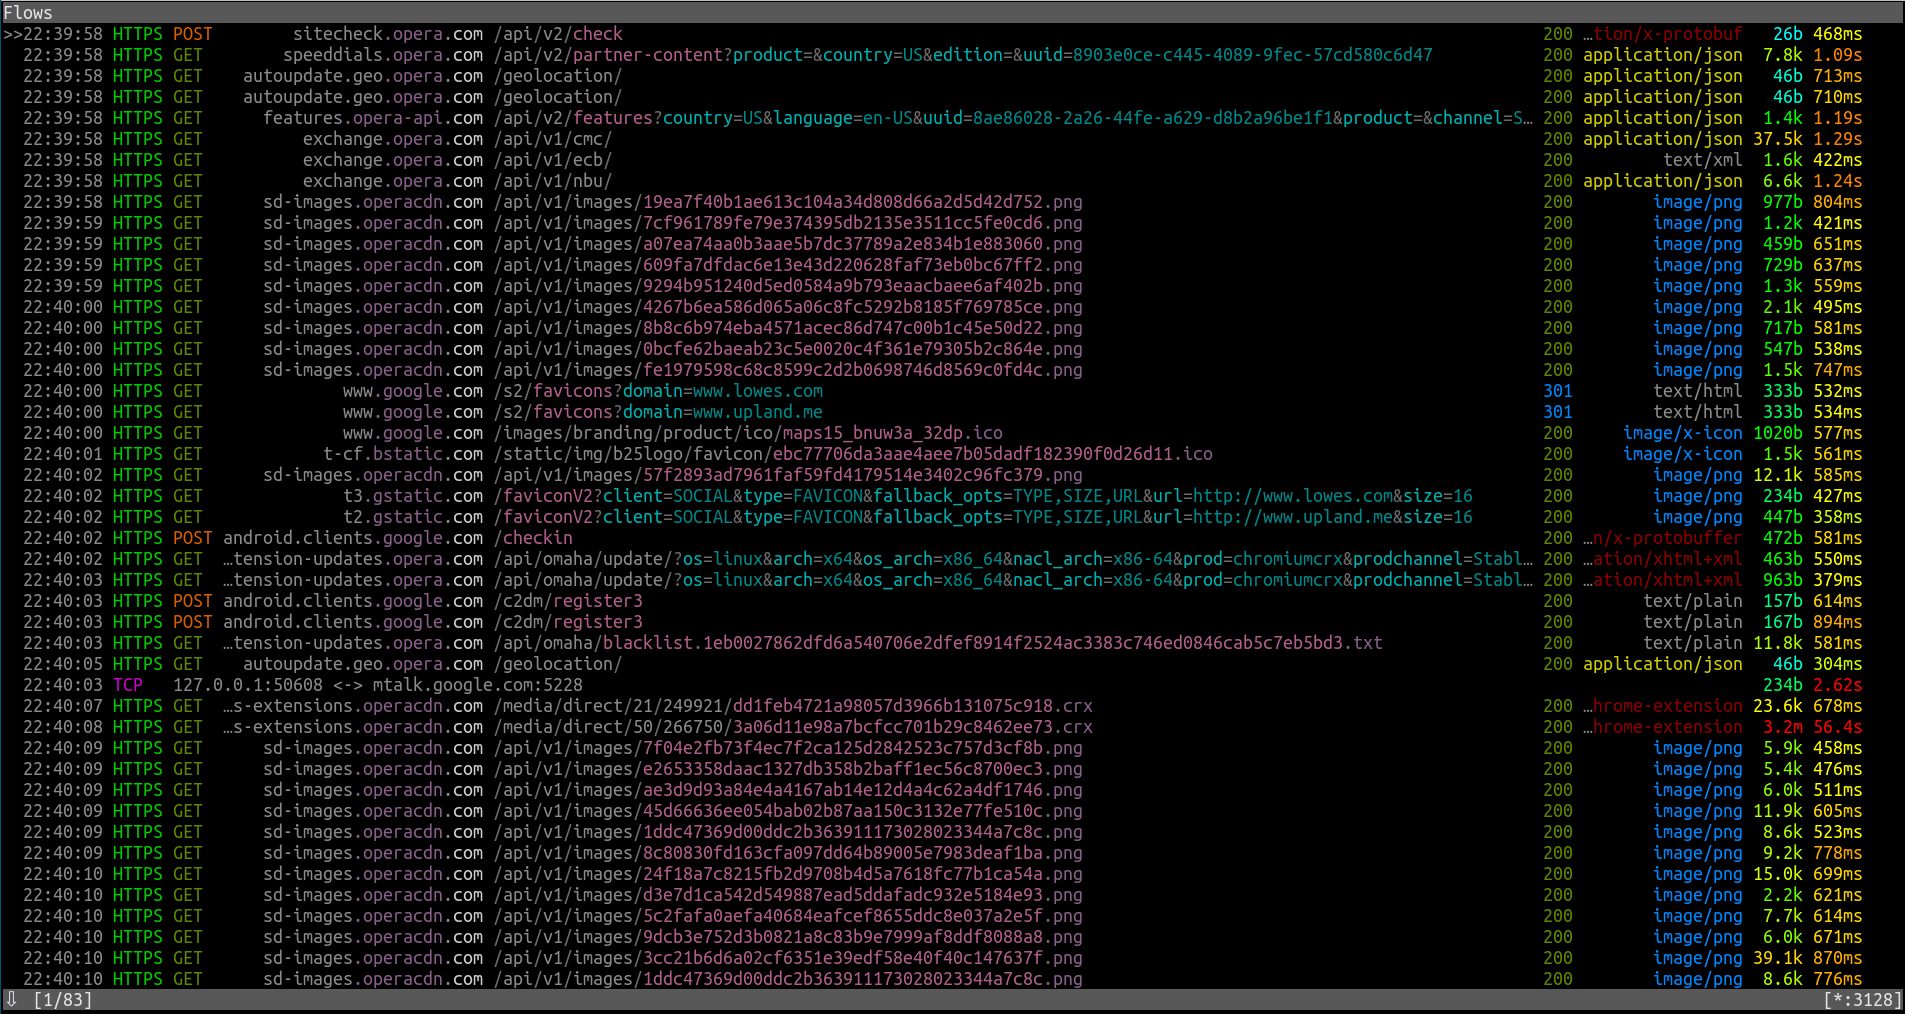 Flows
>>22:39:58 HTTPS POST sitecheck.opera.com /api/v2/check 200 …tion/x-protobuf 26b 468ms
22:39:58 HTTPS GET speeddials.opera.com /api/v2/partner-content?product=&country=US&edition=&uuid=8903e0ce-c445-4089-9fec-57cd580c6d47 200 application/json 7.8k 1.09s
22:39:58 HTTPS GET autoupdate.geo.opera.com /geolocation/ 200 application/json 46b 713ms
22:39:58 HTTPS GET autoupdate.geo.opera.com /geolocation/ 200 application/json 46b 710ms
22:39:58 HTTPS GET features.opera-api.com /api/v2/features?country=US&language=en-US&uuid=8ae86028-2a26-44fe-a629-d8b2a96be1f1&product=&channel=S… 200 application/json 1.4k 1.19s
22:39:58 HTTPS GET exchange.opera.com /api/v1/cmc/ 200 application/json 37.5k 1.29s
22:39:58 HTTPS GET exchange.opera.com /api/v1/ecb/ 200 text/xml 1.6k 422ms
22:39:58 HTTPS GET exchange.opera.com /api/v1/nbu/ 200 application/json 6.6k 1.24s
22:39:58 HTTPS GET sd-images.operacdn.com /api/v1/images/19ea7f40b1ae613c104a34d808d66a2d5d42d752.png 200 image/png 977b 804ms
22:39:59 HTTPS GET sd-images.operacdn.com /api/v1/images/7cf961789fe79e374395db2135e3511cc5fe0cd6.png 200 image/png 1.2k 421ms
22:39:59 HTTPS GET sd-images.operacdn.com /api/v1/images/a07ea74aa0b3aae5b7dc37789a2e834b1e883060.png 200 image/png 459b 651ms
22:39:59 HTTPS GET sd-images.operacdn.com /api/v1/images/609fa7dfdac6e13e43d220628faf73eb0bc67ff2.png 200 image/png 729b 637ms
22:39:59 HTTPS GET sd-images.operacdn.com /api/v1/images/9294b951240d5ed0584a9b793eaacbaee6af402b.png 200 image/png 1.3k 559ms
22:40:00 HTTPS GET sd-images.operacdn.com /api/v1/images/4267b6ea586d065a06c8fc5292b8185f769785ce.png 200 image/png 2.1k 495ms
22:40:00 HTTPS GET sd-images.operacdn.com /api/v1/images/8b8c6b974eba4571acec86d747c00b1c45e50d22.png 200 image/png 717b 581ms
22:40:00 HTTPS GET sd-images.operacdn.com /api/v1/images/0bcfe62baeab23c5e0020c4f361e79305b2c864e.png 200 image/png 547b 538ms
22:40:00 HTTPS GET sd-images.operacdn.com /api/v1/images/fe1979598c68c8599c2d2b0698746d8569c0fd4c.png 200 image/png 1.5k 747ms
22:40:00 HTTPS GET www.google.com /s2/favicons?domain=www.lowes.com 301 text/html 333b 532ms
22:40:00 HTTPS GET www.google.com /s2/favicons?domain=www.upland.me 301 text/html 333b 534ms
22:40:00 HTTPS GET www.google.com /images/branding/product/ico/maps15_bnuw3a_32dp.ico 200 image/x-icon 1020b 577ms
22:40:01 HTTPS GET t-cf.bstatic.com /static/img/b25logo/favicon/ebc77706da3aae4aee7b05dadf182390f0d26d11.ico 200 image/x-icon 1.5k 561ms
22:40:02 HTTPS GET sd-images.operacdn.com /api/v1/images/57f2893ad7961faf59fd4179514e3402c96fc379.png 200 image/png 12.1k 585ms
22:40:02 HTTPS GET t3.gstatic.com /faviconV2?client=SOCIAL&type=FAVICON&fallback_opts=TYPE,SIZE,URL&url=http://www.lowes.com&size=16 200 image/png 234b 427ms
22:40:02 HTTPS GET t2.gstatic.com /faviconV2?client=SOCIAL&type=FAVICON&fallback_opts=TYPE,SIZE,URL&url=http://www.upland.me&size=16 200 image/png 447b 358ms
22:40:02 HTTPS POST android.clients.google.com /checkin 200 …n/x-protobuffer 472b 581ms
22:40:02 HTTPS GET …tension-updates.opera.com /api/omaha/update/?os=linux&arch=x64&os_arch=x86_64&nacl_arch=x86-64&prod=chromiumcrx&prodchannel=Stabl… 200 …ation/xhtml+xml 463b 550ms
22:40:03 HTTPS GET …tension-updates.opera.com /api/omaha/update/?os=linux&arch=x64&os_arch=x86_64&nacl_arch=x86-64&prod=chromiumcrx&prodchannel=Stabl… 200 …ation/xhtml+xml 963b 379ms
22:40:03 HTTPS POST android.clients.google.com /c2dm/register3 200 text/plain 157b 614ms
22:40:03 HTTPS POST android.clients.google.com /c2dm/register3 200 text/plain 167b 894ms
22:40:03 HTTPS GET …tension-updates.opera.com /api/omaha/blacklist.1eb0027862dfd6a540706e2dfef8914f2524ac3383c746ed0846cab5c7eb5bd3.txt 200 text/plain 11.8k 581ms
22:40:05 HTTPS GET autoupdate.geo.opera.com /geolocation/ 200 application/json 46b 304ms
22:40:03 TCP 127.0.0.1:50608 <-> mtalk.google.com:5228 234b 2.62s
22:40:07 HTTPS GET …s-extensions.operacdn.com /media/direct/21/249921/dd1feb4721a98057d3966b131075c918.crx 200 …hrome-extension 23.6k 678ms
22:40:08 HTTPS GET …s-extensions.operacdn.com /media/direct/50/266750/3a06d11e98a7bcfcc701b29c8462ee73.crx 200 …hrome-extension 3.2m 56.4s
22:40:09 HTTPS GET sd-images.operacdn.com /api/v1/images/7f04e2fb73f4ec7f2ca125d2842523c757d3cf8b.png 200 image/png 5.9k 458ms
22:40:09 HTTPS GET sd-images.operacdn.com /api/v1/images/e2653358daac1327db358b2baff1ec56c8700ec3.png 200 image/png 5.4k 476ms
22:40:09 HTTPS GET sd-images.operacdn.com /api/v1/images/ae3d9d93a84e4a4167ab14e12d4a4c62a4df1746.png 200 image/png 6.0k 511ms
22:40:09 HTTPS GET sd-images.operacdn.com /api/v1/images/45d66636ee054bab02b87aa150c3132e77fe510c.png 200 image/png 11.9k 605ms
22:40:09 HTTPS GET sd-images.operacdn.com /api/v1/images/1ddc47369d00ddc2b363911173028023344a7c8c.png 200 image/png 8.6k 523ms
22:40:09 HTTPS GET sd-images.operacdn.com /api/v1/images/8c80830fd163cfa097dd64b89005e7983deaf1ba.png 200 image/png 9.2k 778ms
22:40:10 HTTPS GET sd-images.operacdn.com /api/v1/images/24f18a7c8215fb2d9708b4d5a7618fc77b1ca54a.png 200 image/png 15.0k 699ms
22:40:10 HTTPS GET sd-images.operacdn.com /api/v1/images/d3e7d1ca542d549887ead5ddafadc932e5184e93.png 200 image/png 2.2k 621ms
22:40:10 HTTPS GET sd-images.operacdn.com /api/v1/images/5c2fafa0aefa40684eafcef8655ddc8e037a2e5f.png 200 image/png 7.7k 614ms
22:40:10 HTTPS GET sd-images.operacdn.com /api/v1/images/9dcb3e752d3b0821a8c83b9e7999af8ddf8088a8.png 200 image/png 6.0k 671ms
22:40:10 HTTPS GET sd-images.operacdn.com /api/v1/images/3cc21b6d6a02cf6351e39edf58e40f40c147637f.png 200 image/png 39.1k 870ms
22:40:10 HTTPS GET sd-images.operacdn.com /api/v1/images/1ddc47369d00ddc2b363911173028023344a7c8c.png 200 image/png 8.6k 776ms
⇩ [1/83] [*:3128]